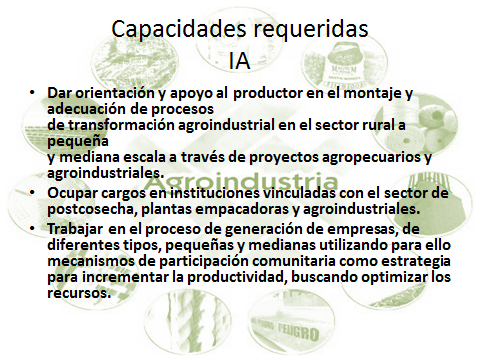 Capacidades requeridas
IA
• Dar orientación y apoyo al productor en el montaje y
adecuación de procesos
de transformación agroindustrial en el sector rural a
pequeña
y mediana escala a través de proyectos agropecuarios y
agroindustriales.
Agroindustria
• Ocupar cargos en instituciones vinculadas con el sector de
postcosecha, plantas empacadoras y agroindustriales.
• Trabajar en el proceso de generación de empresas, de
diferentes tipos, pequeñas y medianas utilizando para ello
mecanismos de participación comunitaria como estrategia
para incrementar la productividad, buscando optimizar los
recursos.
PELIGRO